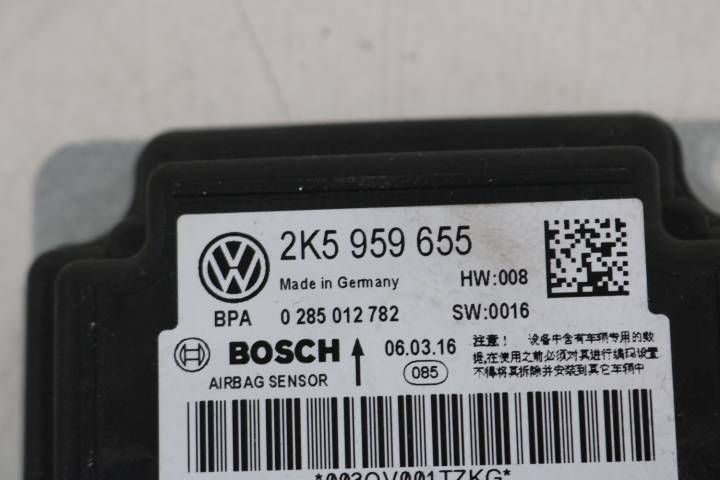 2K5 959 655
Made in Germany HW:008
BPA 0 285 012 782 SW:0016
BOSCH 06.03.16
AIRBAG SENSOR 085
注意! 设备中含有车辆专用的数
据,在使用之前必须对其进行编码设置
不得将其拆除并安装到其它车辆中
*003QV001TZKG*